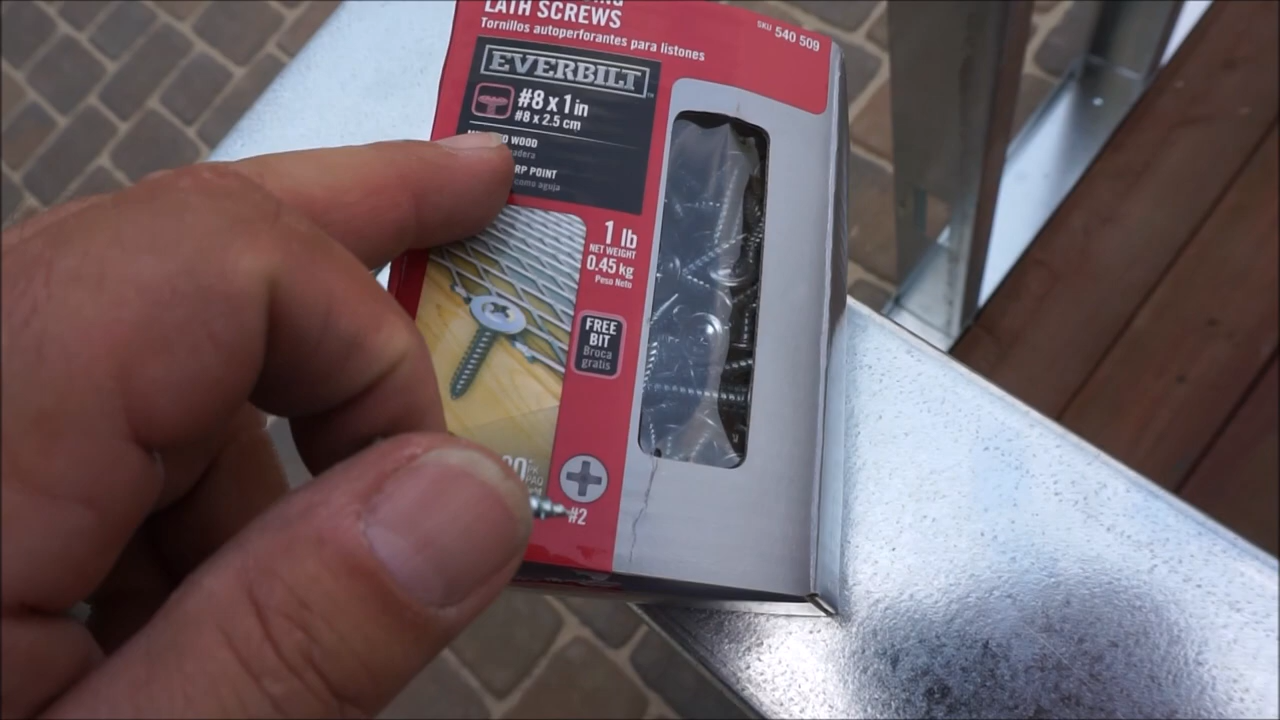 LATH SCREWS
Tornillos autoperforantes para listones
SKU 540 509
EVERBILT
#8 x 1 in
#8 x 2.5 cm
WOOD
POINT
como aguja
1 lb
NET WEIGHT
0.45 kg
Peso Neto
FREE
BIT
Broca
gratis
#2